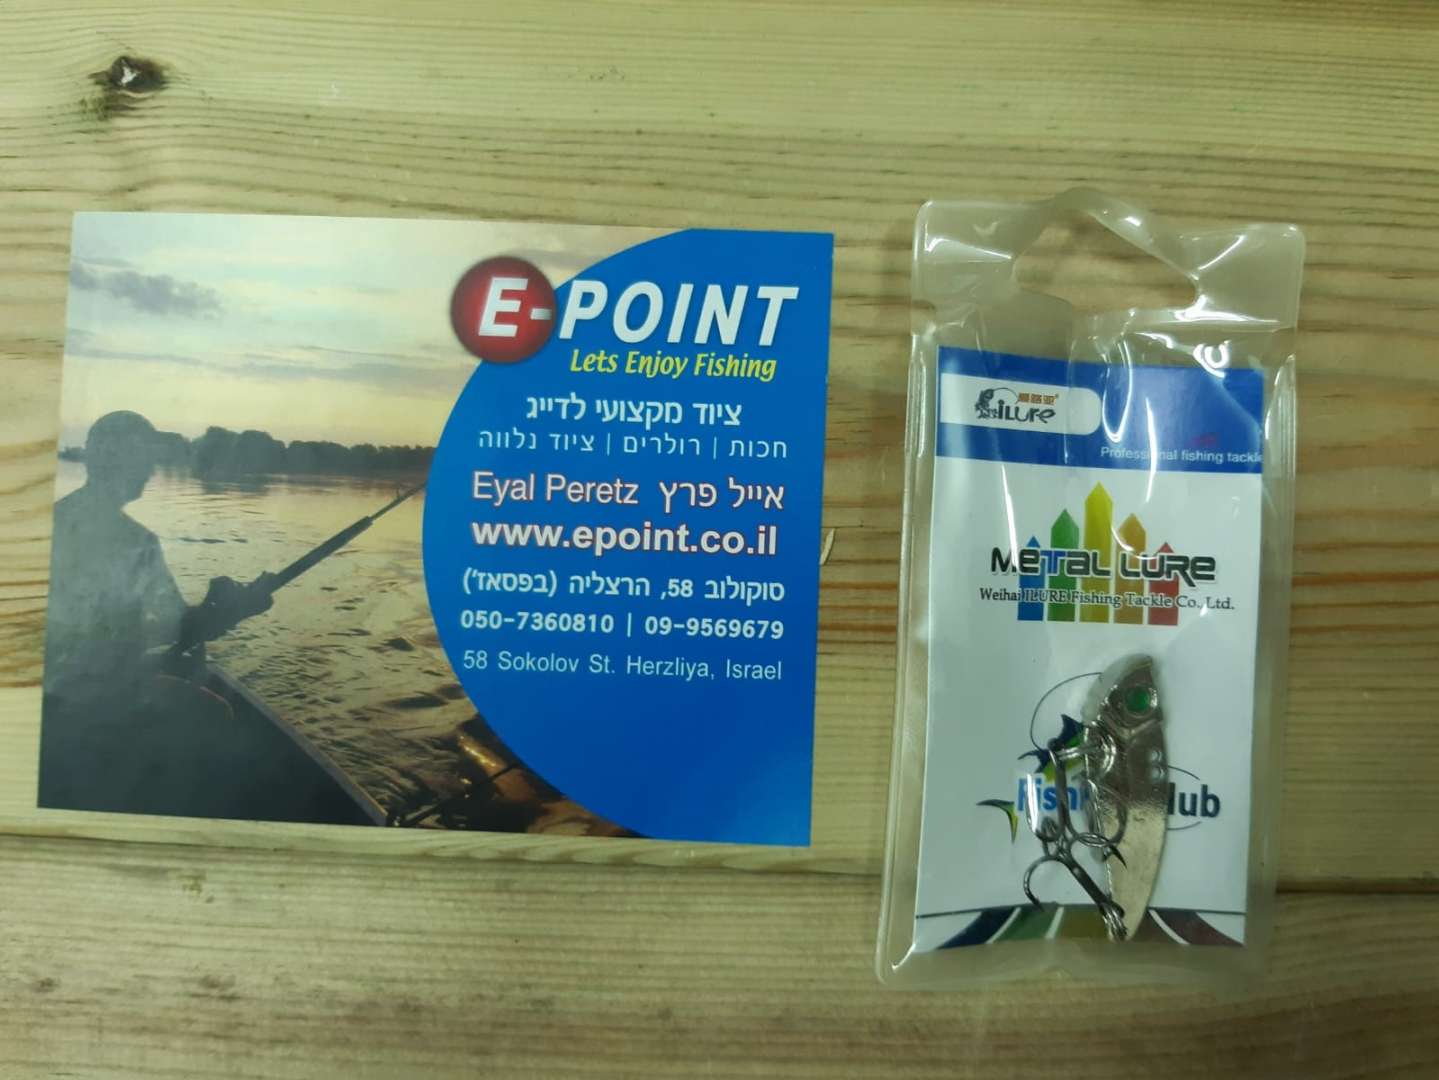 E-POINT
Lets Enjoy Fishing
ציוד מקצועי לדייג
חכות | רולרים | ציוד נלווה
Eyal Peretz אייל פרץ
www.epoint.co.il
סוקולוב 58, הרצליה (בפסאז')
050-7360810 | 09-9569679
58 Sokolov St. Herzliya, Israel
iLure
Professional fishing tackle
METAL LURE
Weihai ILURE Fishing Tackle Co., Ltd.